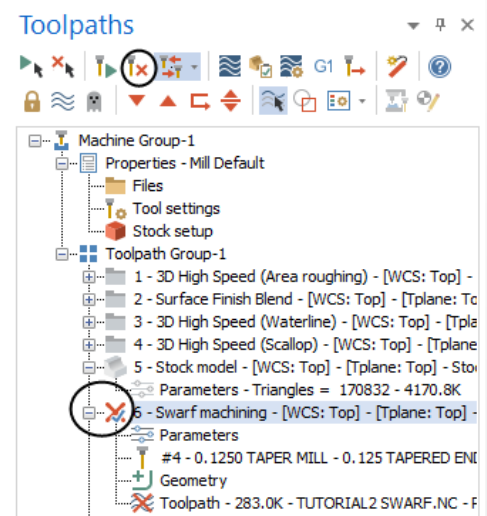 Toolpaths
G1
Machine Group-1
Properties - Mill Default
Files
Tool settings
Stock setup
Toolpath Group-1
1 - 3D High Speed (Area roughing) - [WCS: Top] -
2 - Surface Finish Blend - [WCS: Top] - [Tplane: To
3 - 3D High Speed (Waterline) - [WCS: Top] - [Tpla
4 - 3D High Speed (Scallop) - [WCS: Top] - [Tplane
5 - Stock model - [WCS: Top] - [Tplane: Top] - Sto
Parameters - Triangles = 170832 - 4170.8K
6 - Swarf machining - [WCS: Top] - [Tplane: Top] -
Parameters
#4 - 0.1250 TAPER MILL - 0.125 TAPERED END
Geometry
Toolpath - 283.0K - TUTORIAL2 SWARF.NC - P